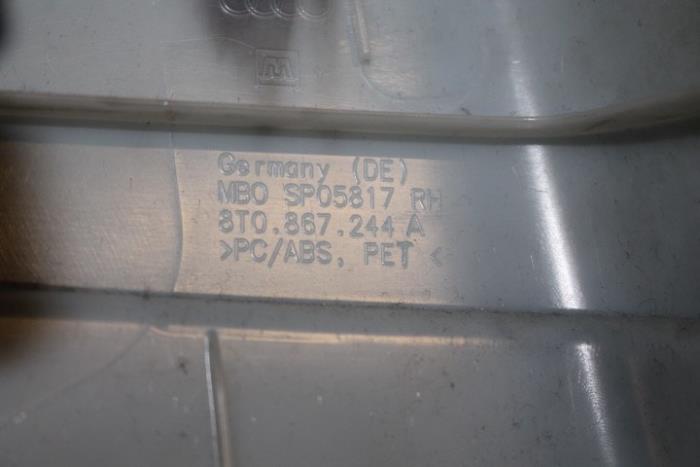 Germany (DE)
MBO SP05817 RH
8T0.867.244 A
>PC/ABS, PET <